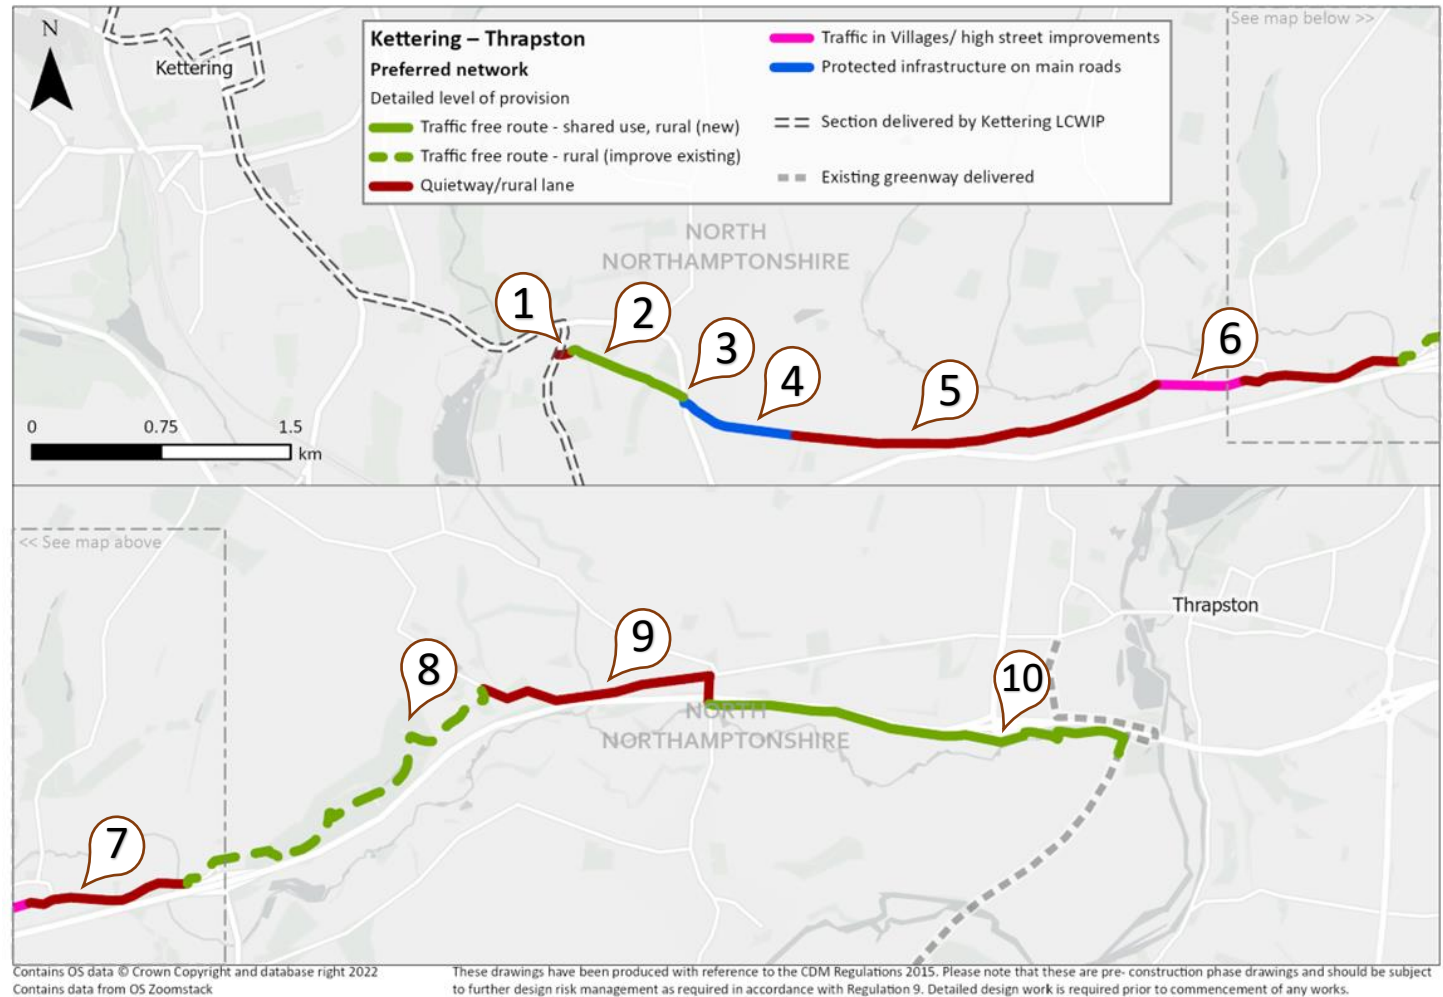 N
See map below >>
Kettering
Kettering – Thrapston
Preferred network
Detailed level of provision
Traffic free route - shared use, rural (new)
Traffic free route - rural (improve existing)
Quietway/rural lane
Traffic in Villages/ high street improvements
Protected infrastructure on main roads
Section delivered by Kettering LCWIP
Existing greenway delivered
NORTH
NORTHAMPTONSHIRE
1
2
3
4
5
6
0 0.75 1.5
km
<< See map above
Thrapston
9
8
10
NORTH
NORTHAMPTONSHIRE
7
Contains OS data © Crown Copyright and database right 2022
Contains data from OS Zoomstack
These drawings have been produced with reference to the CDM Regulations 2015. Please note that these are pre- construction phase drawings and should be subject
to further design risk management as required in accordance with Regulation 9. Detailed design work is required prior to commencement of any works.